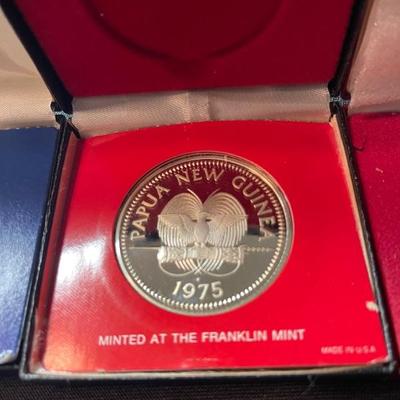 PAPUA NEW GUINEA
1975
MINTED AT THE FRANKLIN MINT
MADE IN U.S.A.